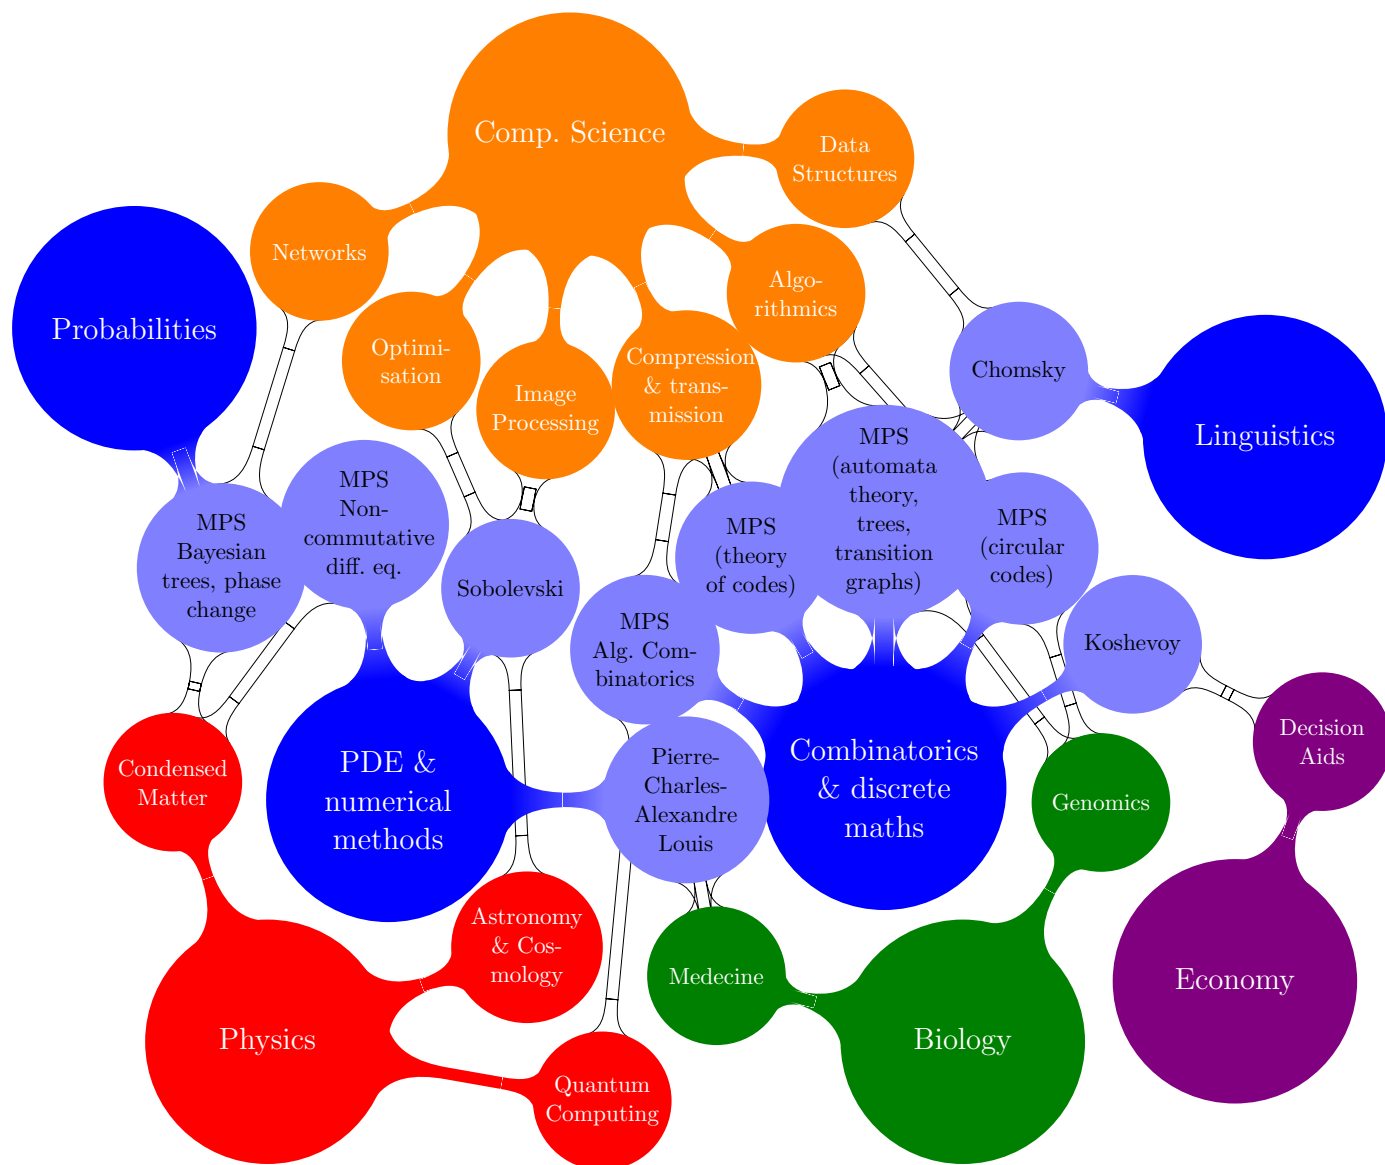 Comp. Science
Data
Structures
Networks
Algo-
rithmics
Probabilities
Optimi-
sation
Image
Processing
Compression
& trans-
mission
Chomsky
Linguistics
MPS
Bayesian
trees, phase
change
MPS
Non-
commutative
diff. eq.
Sobolevski
MPS
(theory
of codes)
MPS
(automata
theory,
trees,
transition
graphs)
MPS
(circular
codes)
MPS
Alg. Com-
binatorics
Koshevoy
Condensed
Matter
PDE &
numerical
methods
Pierre-
Charles-
Alexandre
Louis
Combinatorics
& discrete
maths
Genomics
Decision
Aids
Astronomy
& Cos-
mology
Medecine
Economy
Physics
Quantum
Computing
Biology